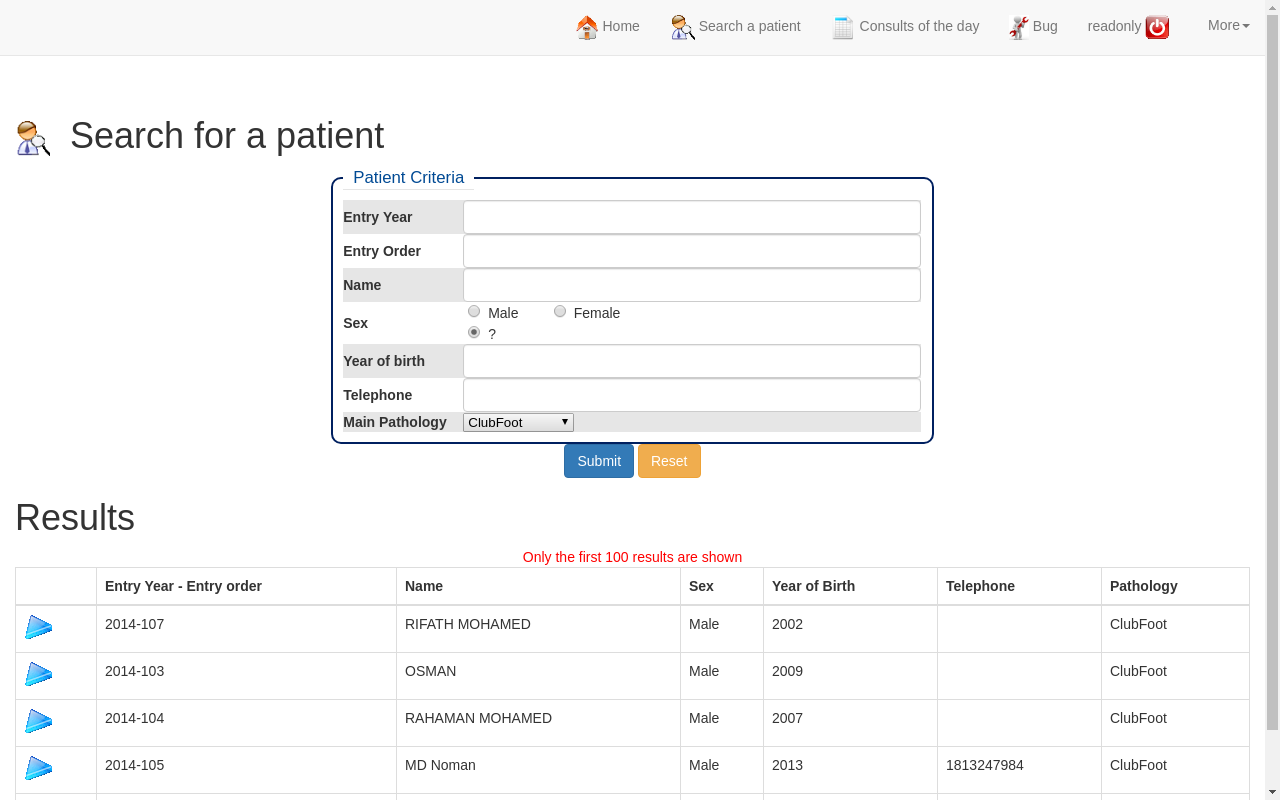 Home Search a patient Consults of the day Bug readonly More
Search for a patient
Patient Criteria
Entry Year
Entry Order
Name
Sex Male Female
?
Year of birth
Telephone
Main Pathology ClubFoot
Submit Reset
Results
Only the first 100 results are shown
Entry Year - Entry order Name Sex Year of Birth Telephone Pathology
2014-107 RIFATH MOHAMED Male 2002 ClubFoot
2014-103 OSMAN Male 2009 ClubFoot
2014-104 RAHAMAN MOHAMED Male 2007 ClubFoot
2014-105 MD Noman Male 2013 1813247984 ClubFoot